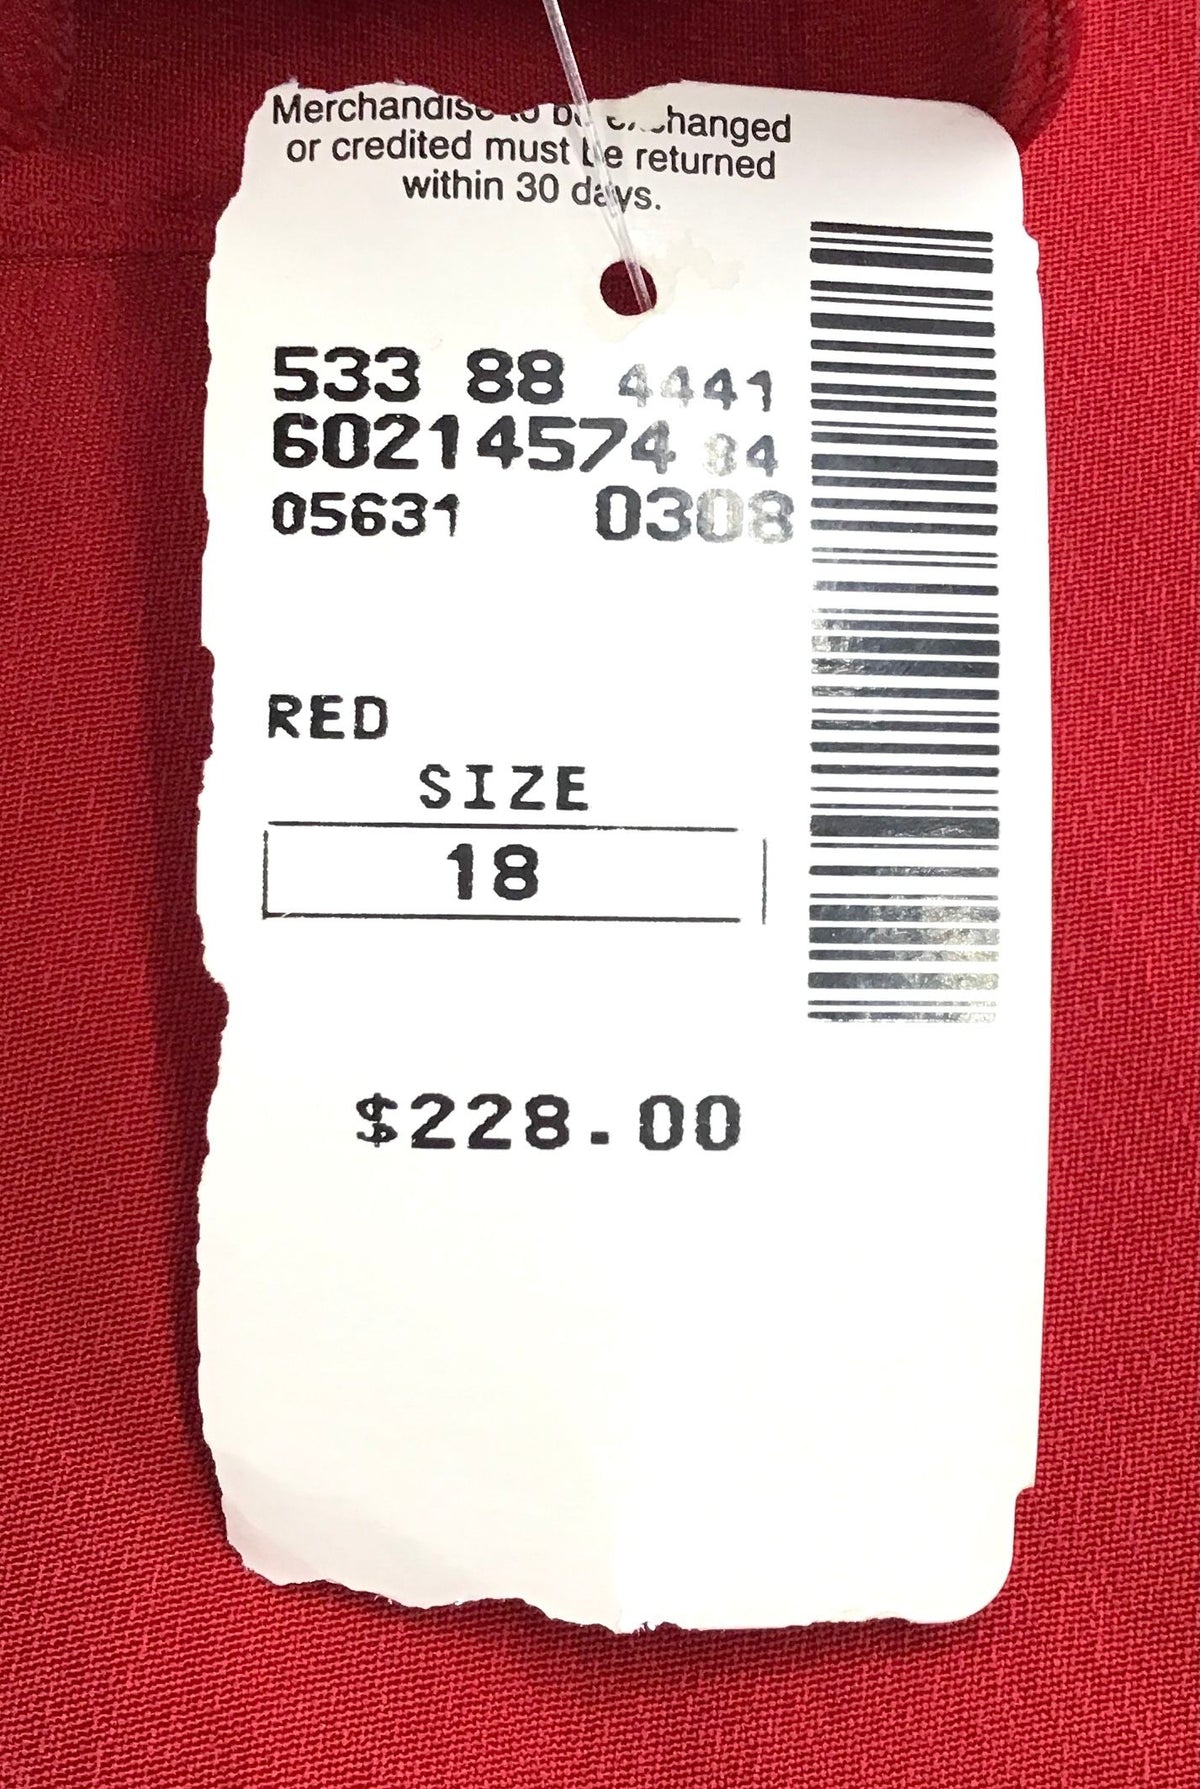 Merchandise to be exchanged
or credited must be returned
within 30 days.
533 88 4441
60214574 84
05631 0308
RED
SIZE
18
$228.00